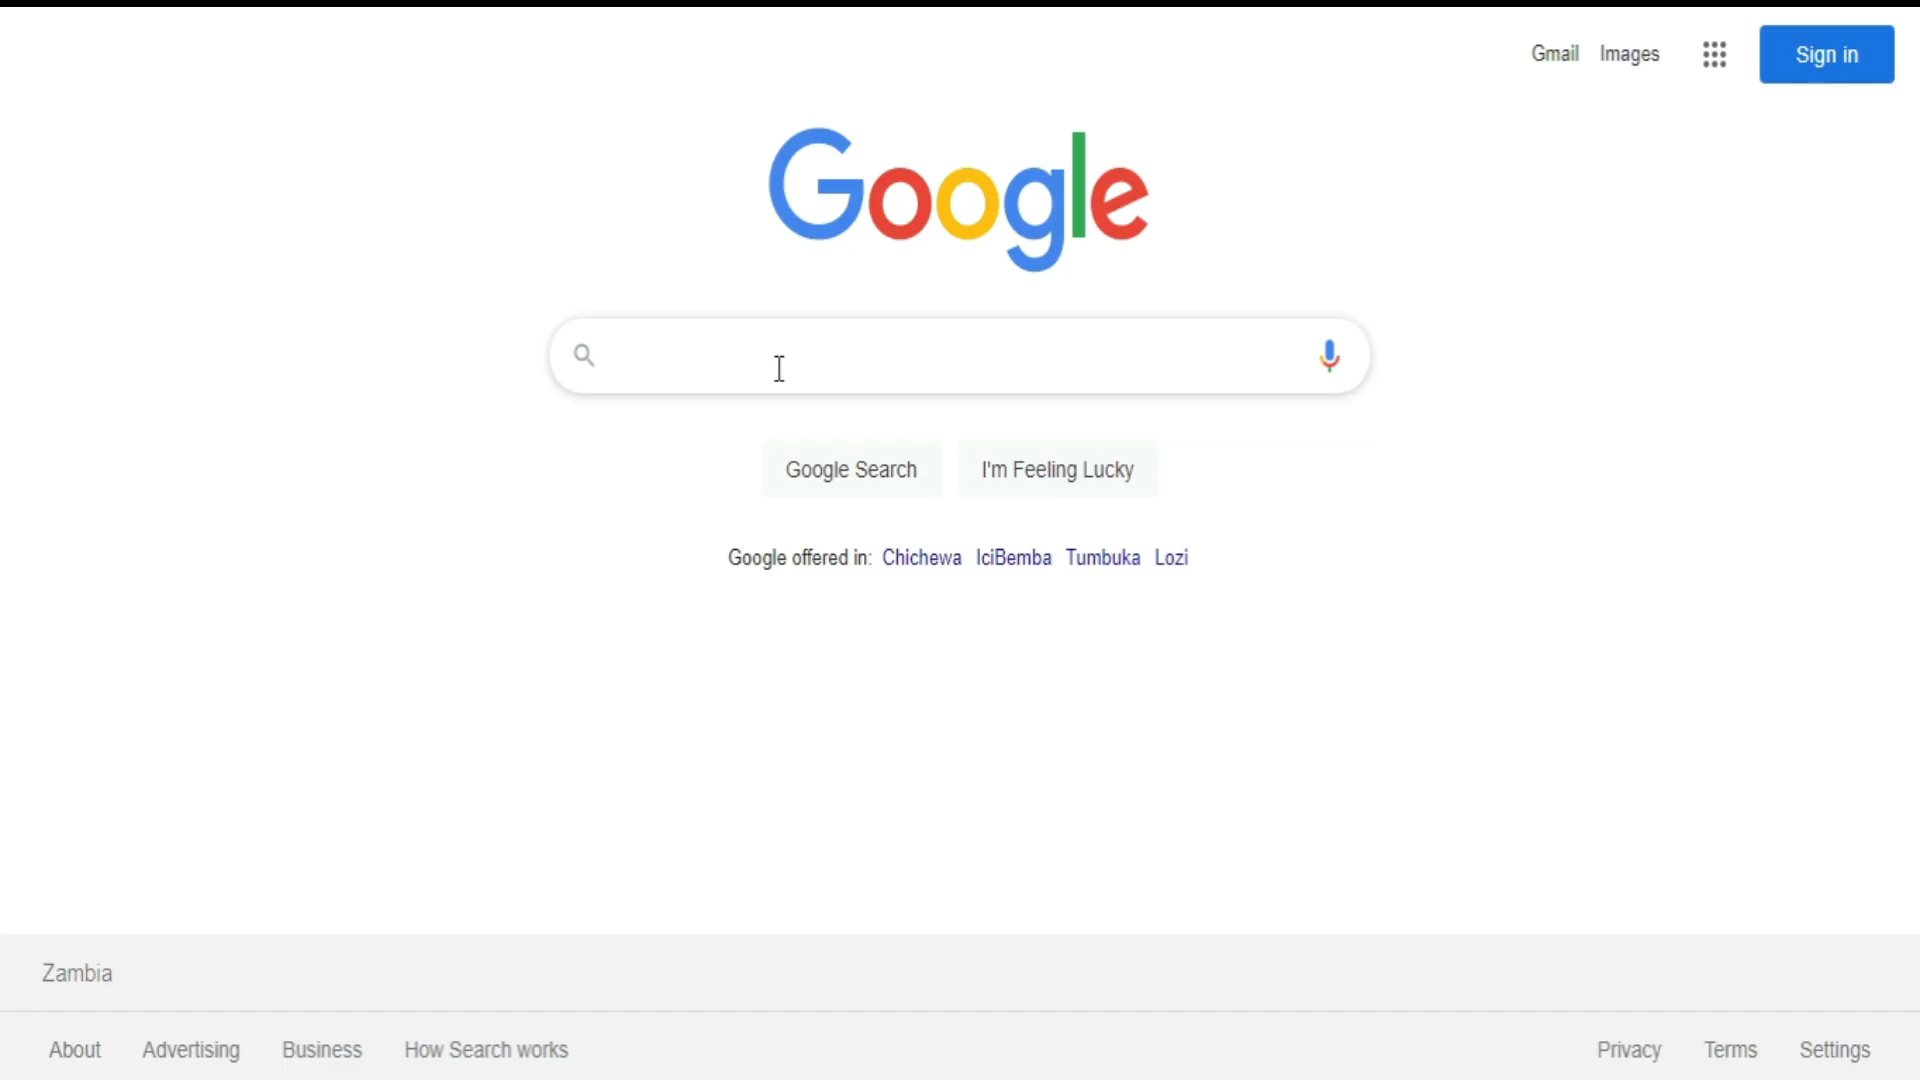 Gmail Images Sign in
Google
Google Search I'm Feeling Lucky
Google offered in: Chichewa IciBemba Tumbuka Lozi
Zambia
About Advertising Business How Search works Privacy Terms Settings